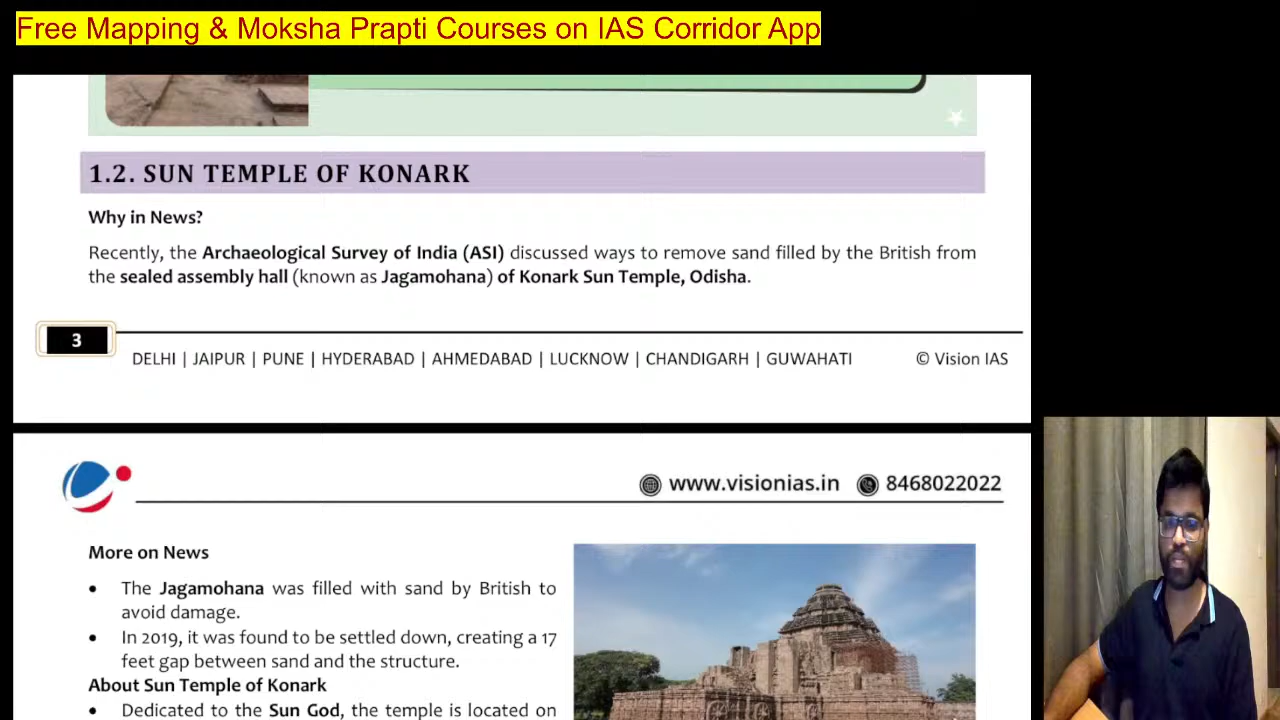 Free Mapping & Moksha Prapti Courses on IAS Corridor App
1.2. SUN TEMPLE OF KONARK
Why in News?
Recently, the Archaeological Survey of India (ASI) discussed ways to remove sand filled by the British from
the sealed assembly hall (known as Jagamohana) of Konark Sun Temple, Odisha.
3
DELHI | JAIPUR | PUNE | HYDERABAD | AHMEDABAD | LUCKNOW | CHANDIGARH | GUWAHATI © Vision IAS
www.visionias.in 8468022022
More on News
• The Jagamohana was filled with sand by British to
avoid damage.
• In 2019, it was found to be settled down, creating a 17
feet gap between sand and the structure.
About Sun Temple of Konark
• Dedicated to the Sun God, the temple is located on